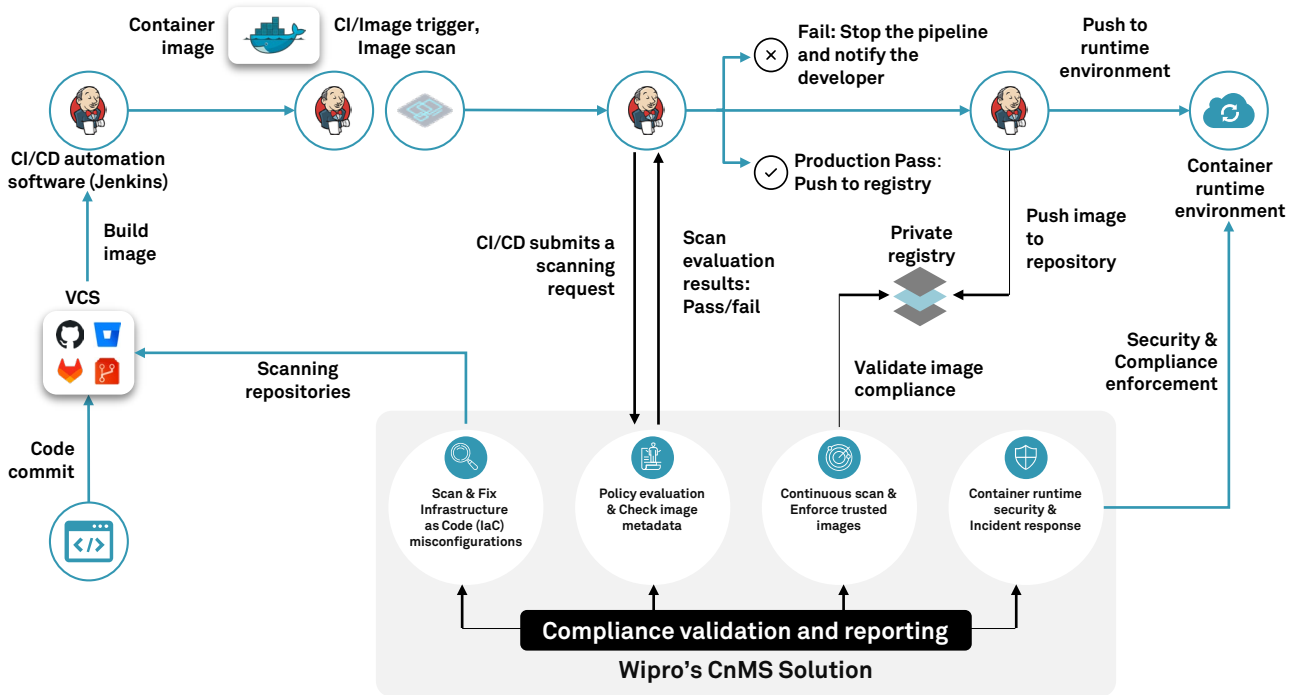 Container
image
CI/Image trigger,
Image scan
Fail: Stop the pipeline
and notify the
developer
Push to
runtime
environment
CI/CD automation
software (Jenkins)
Production Pass:
Push to registry
Container
runtime
environment
Build
image
CI/CD submits a
scanning
request
Scan
evaluation
results:
Pass/fail
Private
registry
Push image
to
repository
VCS
Scanning
repositories
Validate image
compliance
Security &
Compliance
enforcement
Code
commit
</>
Scan & Fix
Infrastructure
as Code (IaC)
misconfigurations
Policy evaluation
& Check image
metadata
Continuous scan &
Enforce trusted
images
Container runtime
security &
Incident response
Compliance validation and reporting
Wipro's CnMS Solution